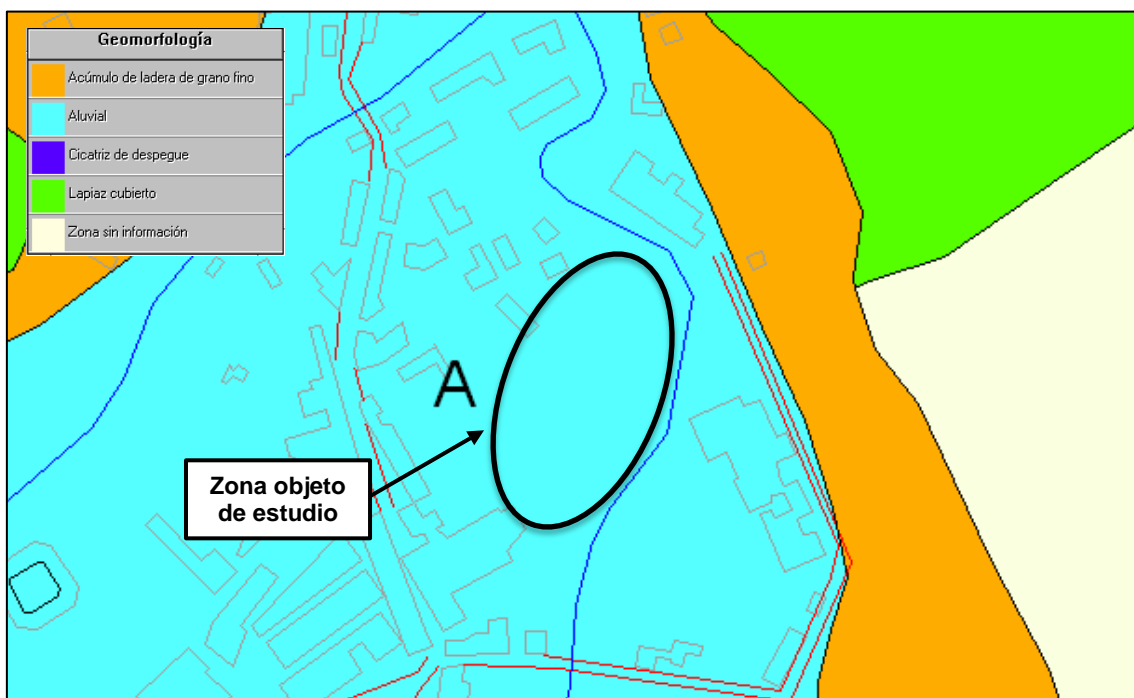 Geomorfología
Acúmulo de ladera de grano fino
Aluvial
Cicatriz de despegue
Lapiaz cubierto
Zona sin información
A
Zona objeto
de estudio